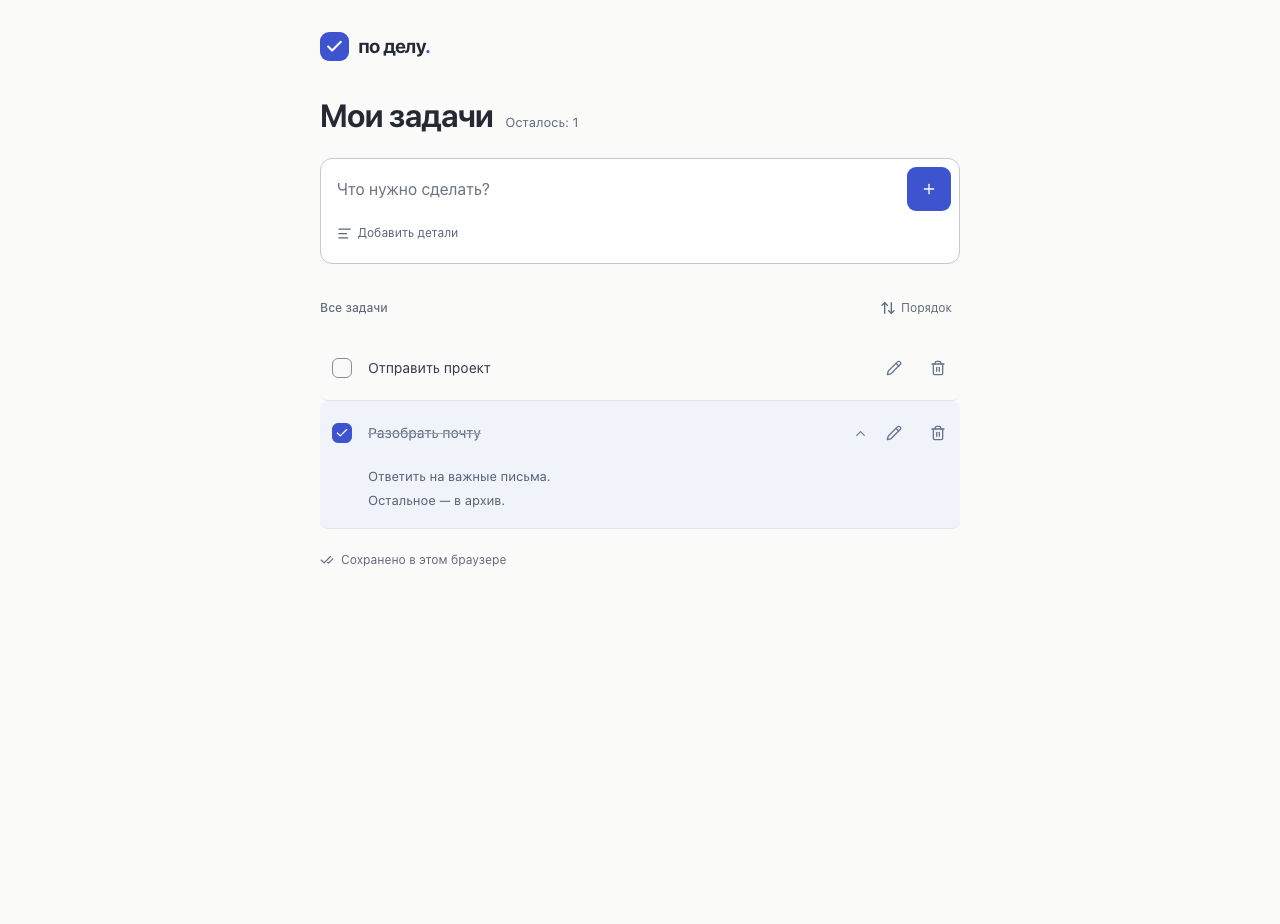 по делу.
Мои задачи
Осталось: 1
Что нужно сделать?
Добавить детали
Все задачи
Порядок
Отправить проект
Разобрать почту
Ответить на важные письма.
Остальное — в архив.
Сохранено в этом браузере